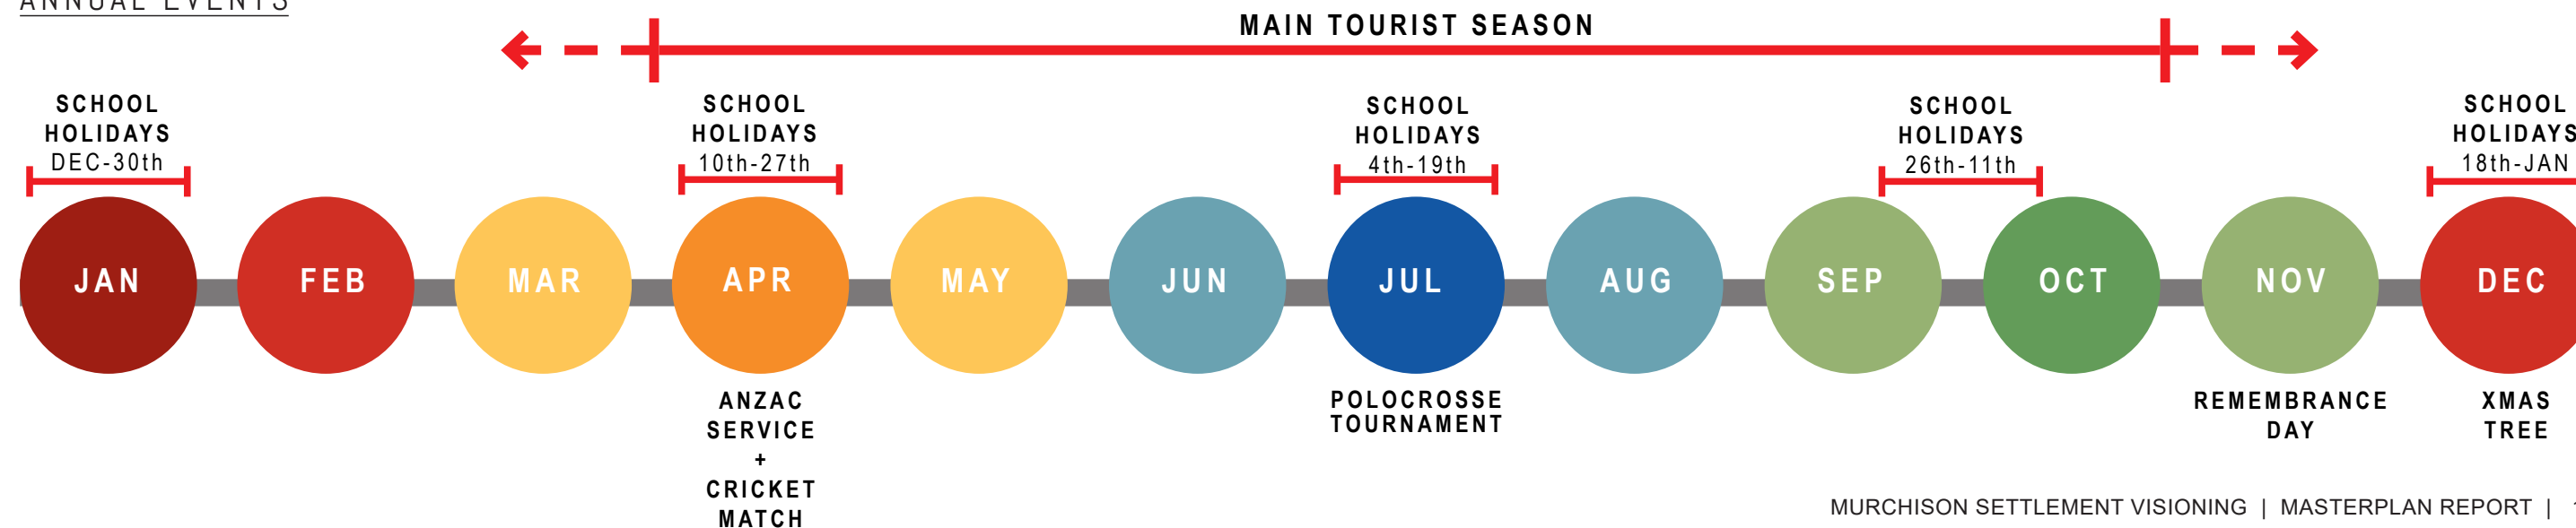 ANNUAL EVENTS
MAIN TOURIST SEASON
SCHOOL
HOLIDAYS
DEC-30th
SCHOOL
HOLIDAYS
10th-27th
SCHOOL
HOLIDAYS
4th-19th
SCHOOL
HOLIDAYS
26th-11th
SCHOOL
HOLIDAYS
18th-JAN
JAN
FEB
MAR
APR
MAY
JUN
JUL
AUG
SEP
OCT
NOV
DEC
ANZAC
SERVICE
+
CRICKET
MATCH
POLOCROSSE
TOURNAMENT
REMEMBRANCE
DAY
XMAS
TREE
MURCHISON SETTLEMENT VISIONING | MASTERPLAN REPORT |